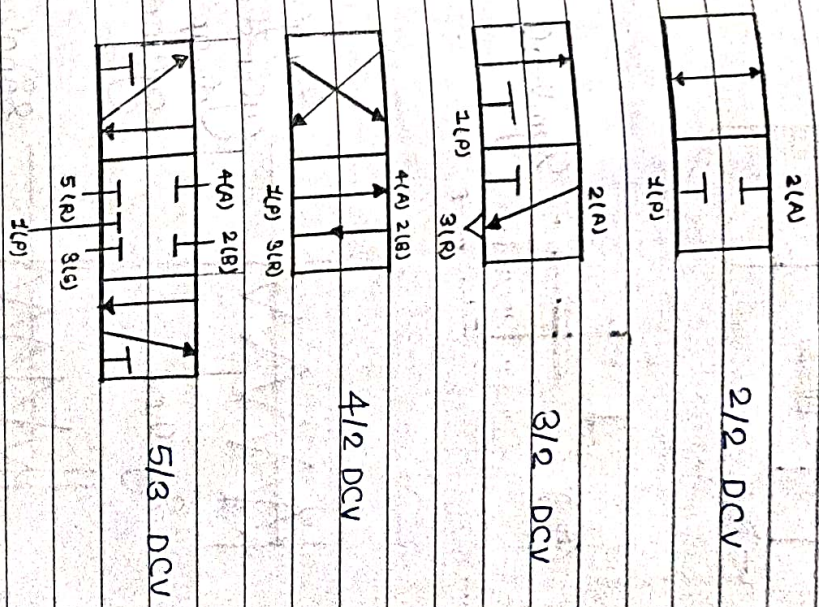 2(A)
2/2 DCV
1(P)
2(A)
3/2 DCV
1(P)
3(R)
4(A) 2(B)
4/2 DCV
1(P) 3(R)
4(A) 2(B)
5/3 DCV
5(R) 3(S)
1(P)